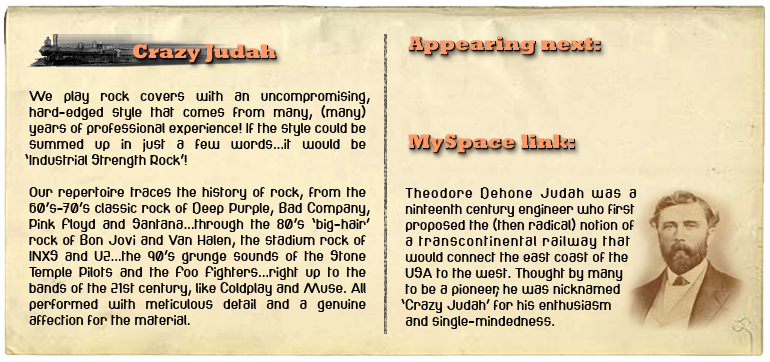 Crazy Judah
We play rock covers with an uncompromising,
hard-edged style that comes from many, (many)
years of professional experience! If the style could be
summed up in just a few words...it would be
‘Industrial Strength Rock’!
Our repertoire traces the history of rock, from the
60’s-70’s classic rock of Deep Purple, Bad Company,
Pink Floyd and Santana...through the 80’s ‘big-hair’
rock of Bon Jovi and Van Halen, the stadium rock of
INXS and U2...the 90’s grunge sounds of the Stone
Temple Pilots and the Foo Fighters...right up to the
bands of the 21st century, like Coldplay and Muse. All
performed with meticulous detail and a genuine
affection for the material.
Appearing next:
MySpace link:
Theodore Dehone Judah was a
ninteenth century engineer who first
proposed the (then radical) notion of
a transcontinental railway that
would connect the east coast of the
USA to the west. Thought by many
to be a pioneer; he was nicknamed
‘Crazy Judah’ for his enthusiasm
and single-mindedness.